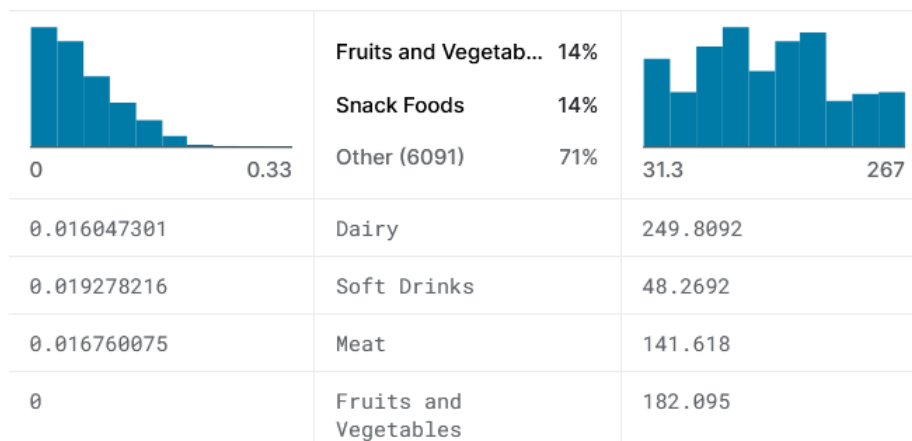 Fruits and Vegetab... 14%
Snack Foods 14%
Other (6091) 71%
0 0.33
31.3 267
0.016047301 Dairy 249.8092
0.019278216 Soft Drinks 48.2692
0.016760075 Meat 141.618
0 Fruits and 182.095
Vegetables